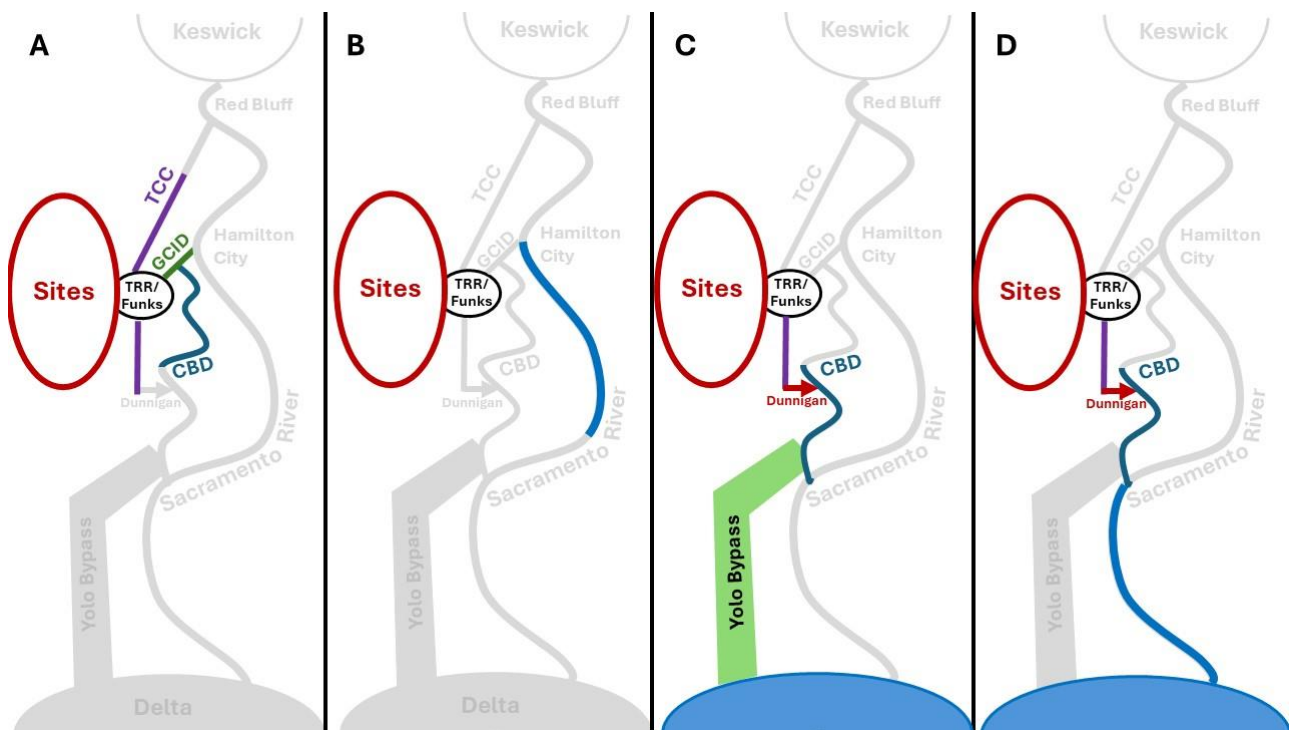 A
Keswick
Red Bluff
TCC
GCID
Hamilton
City
Sites
TRR/
Funks
CBD
Dunnigan
Sacramento River
Yolo Bypass
Delta
B
Keswick
Red Bluff
TCC
GCID
Hamilton
City
Sites
TRR/
Funks
CBD
Dunnigan
Sacramento River
Yolo Bypass
Delta
C
Keswick
Red Bluff
TCC
GCID
Hamilton
City
Sites
TRR/
Funks
CBD
Dunnigan
Sacramento River
Yolo Bypass
D
Keswick
Red Bluff
TCC
GCID
Hamilton
City
Sites
TRR/
Funks
CBD
Dunnigan
Sacramento River
Yolo Bypass